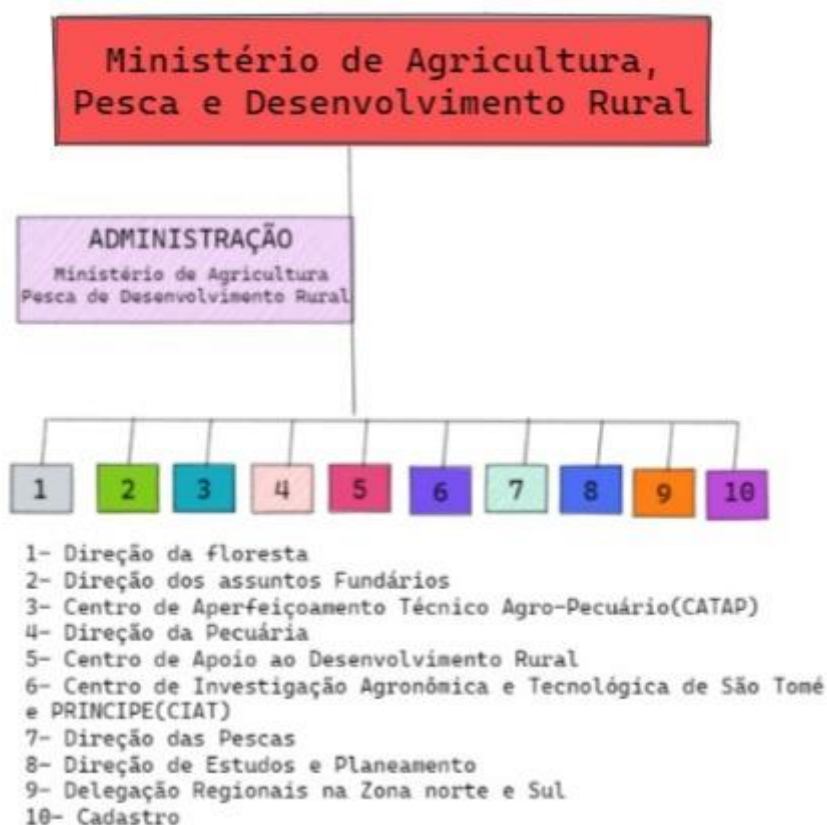 Ministério de Agricultura,
Pesca e Desenvolvimento Rural
ADMINISTRAÇÃO
Ministério de Agricultura
Pesca de Desenvolvimento Rural
1 2 3 4 5 6 7 8 9 10
1- Direção da floresta
2- Direção dos assuntos Fundários
3- Centro de Aperfeiçoamento Técnico Agro-Pecuário(CATAP)
4- Direção da Pecuária
5- Centro de Apoio ao Desenvolvimento Rural
6- Centro de Investigação Agronômica e Tecnológica de São Tomé
e PRINCIPE(CIAT)
7- Direção das Pescas
8- Direção de Estudos e Planeamento
9- Delegação Regionais na Zona norte e Sul
10- Cadastro